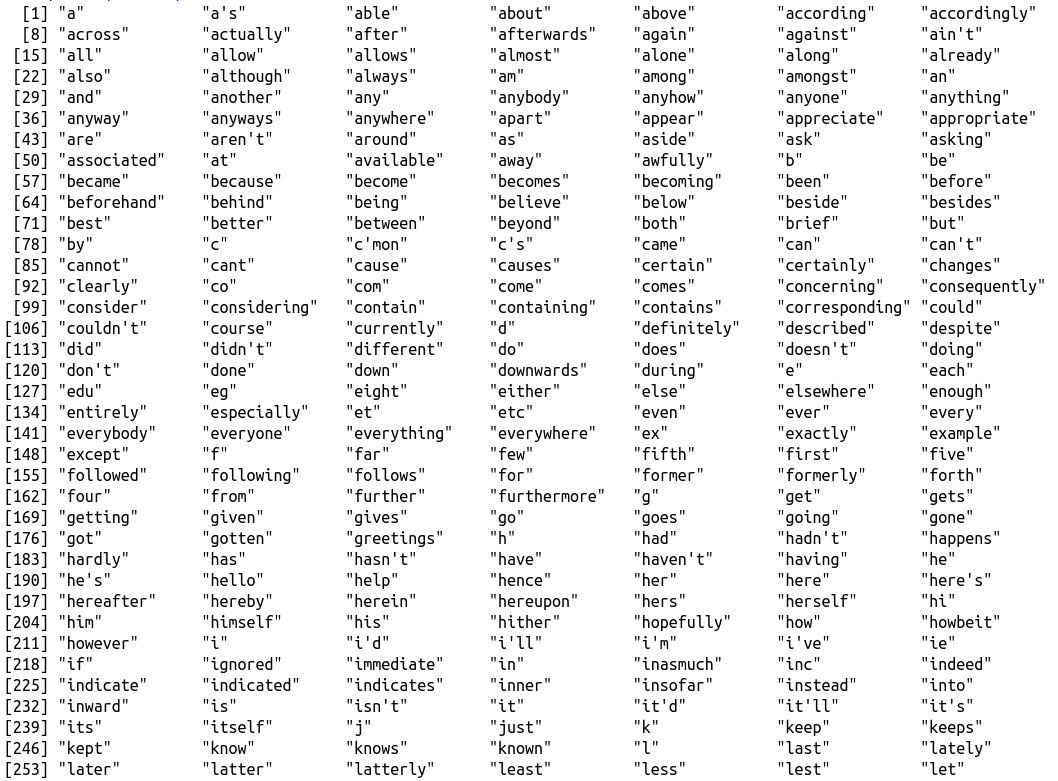 [1] "a" "a's" "able" "about" "above" "according" "accordingly"
[8] "across" "actually" "after" "afterwards" "again" "against" "ain't"
[15] "all" "allow" "allows" "almost" "alone" "along" "already"
[22] "also" "although" "always" "am" "among" "amongst" "an"
[29] "and" "another" "any" "anybody" "anyhow" "anyone" "anything"
[36] "anyway" "anyways" "anywhere" "apart" "appear" "appreciate" "appropriate"
[43] "are" "aren't" "around" "as" "aside" "ask" "asking"
[50] "associated" "at" "available" "away" "awfully" "b" "be"
[57] "became" "because" "become" "becomes" "becoming" "been" "before"
[64] "beforehand" "behind" "being" "believe" "below" "beside" "besides"
[71] "best" "better" "between" "beyond" "both" "brief" "but"
[78] "by" "c" "c'mon" "c's" "came" "can" "can't"
[85] "cannot" "cant" "cause" "causes" "certain" "certainly" "changes"
[92] "clearly" "co" "com" "come" "comes" "concerning" "consequently"
[99] "consider" "considering" "contain" "containing" "contains" "corresponding" "could"
[106] "couldn't" "course" "currently" "d" "definitely" "described" "despite"
[113] "did" "didn't" "different" "do" "does" "doesn't" "doing"
[120] "don't" "done" "down" "downwards" "during" "e" "each"
[127] "edu" "eg" "eight" "either" "else" "elsewhere" "enough"
[134] "entirely" "especially" "et" "etc" "even" "ever" "every"
[141] "everybody" "everyone" "everything" "everywhere" "ex" "exactly" "example"
[148] "except" "f" "far" "few" "fifth" "first" "five"
[155] "followed" "following" "follows" "for" "former" "formerly" "forth"
[162] "four" "from" "further" "furthermore" "g" "get" "gets"
[169] "getting" "given" "gives" "go" "goes" "going" "gone"
[176] "got" "gotten" "greetings" "h" "had" "hadn't" "happens"
[183] "hardly" "has" "hasn't" "have" "haven't" "having" "he"
[190] "he's" "hello" "help" "hence" "her" "here" "here's"
[197] "hereafter" "hereby" "herein" "hereupon" "hers" "herself" "hi"
[204] "him" "himself" "his" "hither" "hopefully" "how" "howbeit"
[211] "however" "i" "i'd" "i'll" "i'm" "i've" "ie"
[218] "if" "ignored" "immediate" "in" "inasmuch" "inc" "indeed"
[225] "indicate" "indicated" "indicates" "inner" "insofar" "instead" "into"
[232] "inward" "is" "isn't" "it" "it'd" "it'll" "it's"
[239] "its" "itself" "j" "just" "k" "keep" "keeps"
[246] "kept" "know" "knows" "known" "l" "last" "lately"
[253] "later" "latter" "latterly" "least" "less" "lest" "let"